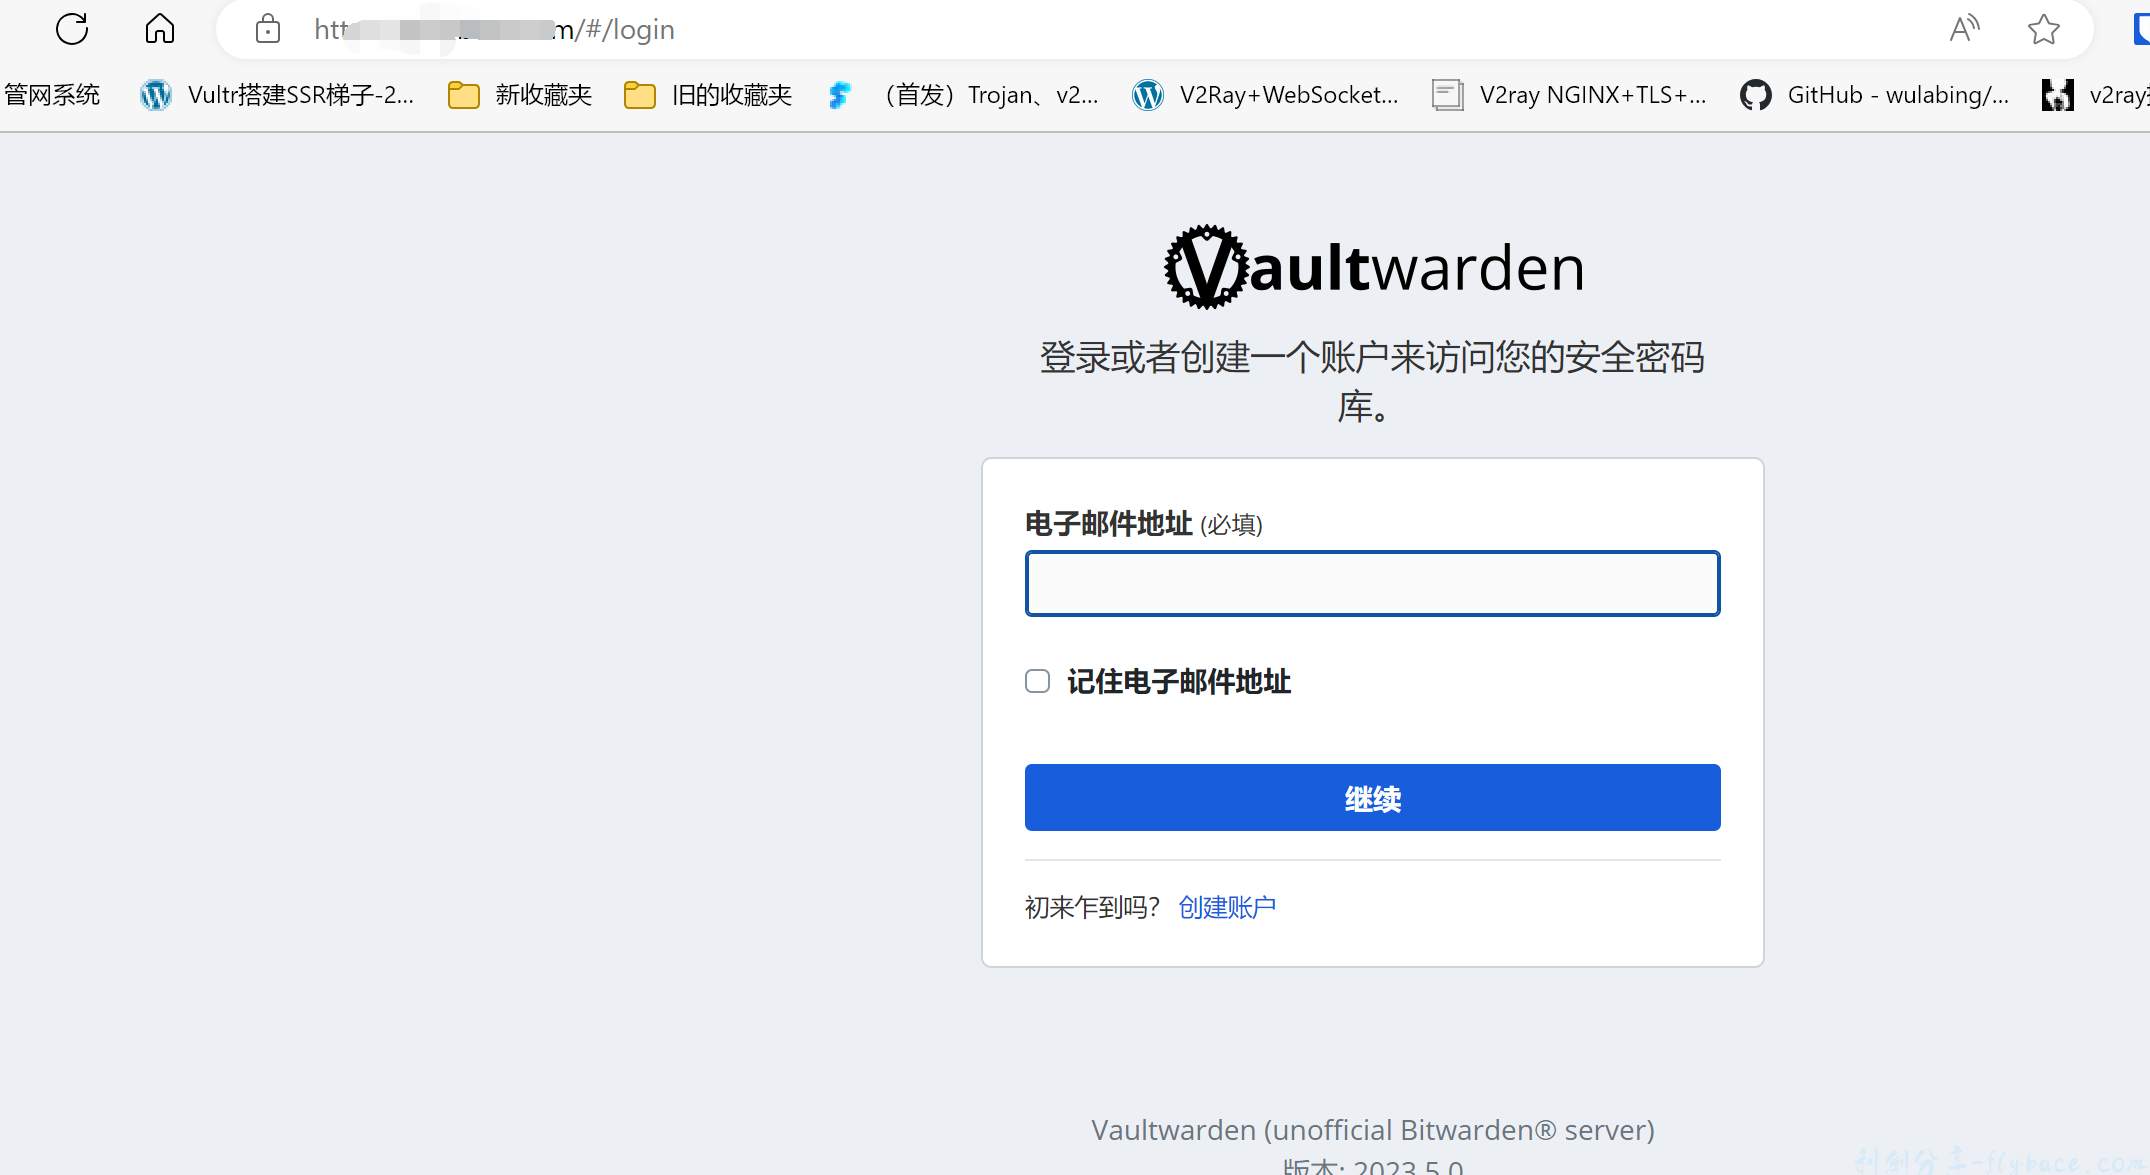 htt m/#/login
管网系统 Vultr搭建SSR梯子-2... 新收藏夹 旧的收藏夹 （首发）Trojan、v2... V2Ray+WebSocket... V2ray NGINX+TLS+... GitHub - wulabing/... v2ray
Vaultwarden
登录或者创建一个账户来访问您的安全密码
库。
电子邮件地址 (必填)
记住电子邮件地址
继续
初来乍到吗？ 创建账户
Vaultwarden (unofficial Bitwarden® server)
版本: 2023.5.0
利创分享-flybace.com